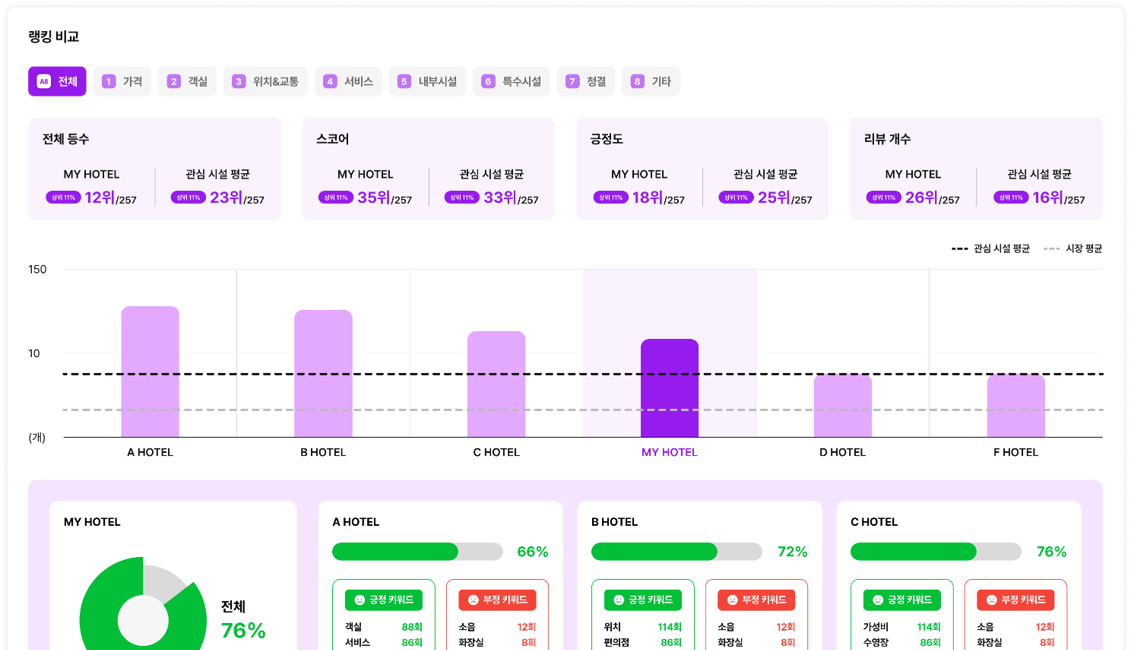 랭킹 비교
All 전체 1 가격 2 객실 3 위치&교통 4 서비스 5 내부시설 6 특수시설 7 청결 8 기타
전체 등수 스코어 긍정도 리뷰 개수
MY HOTEL 관심 시설 평균 MY HOTEL 관심 시설 평균 MY HOTEL 관심 시설 평균 MY HOTEL 관심 시설 평균
상위 11% 12위/257 상위 11% 23위/257 상위 11% 35위/257 상위 11% 33위/257 상위 11% 18위/257 상위 11% 25위/257 상위 11% 26위/257 상위 11% 16위/257
관심 시설 평균 시장 평균
150
10
(개)
A HOTEL B HOTEL C HOTEL MY HOTEL D HOTEL F HOTEL
MY HOTEL
전체
76%
A HOTEL
66%
긍정 키워드 부정 키워드
객실 88회 소음 12회
서비스 86회 화장실 8회
B HOTEL
72%
긍정 키워드 부정 키워드
위치 114회 소음 12회
편의점 86회 화장실 8회
C HOTEL
76%
긍정 키워드 부정 키워드
가성비 114회 소음 12회
수영장 86회 화장실 8회